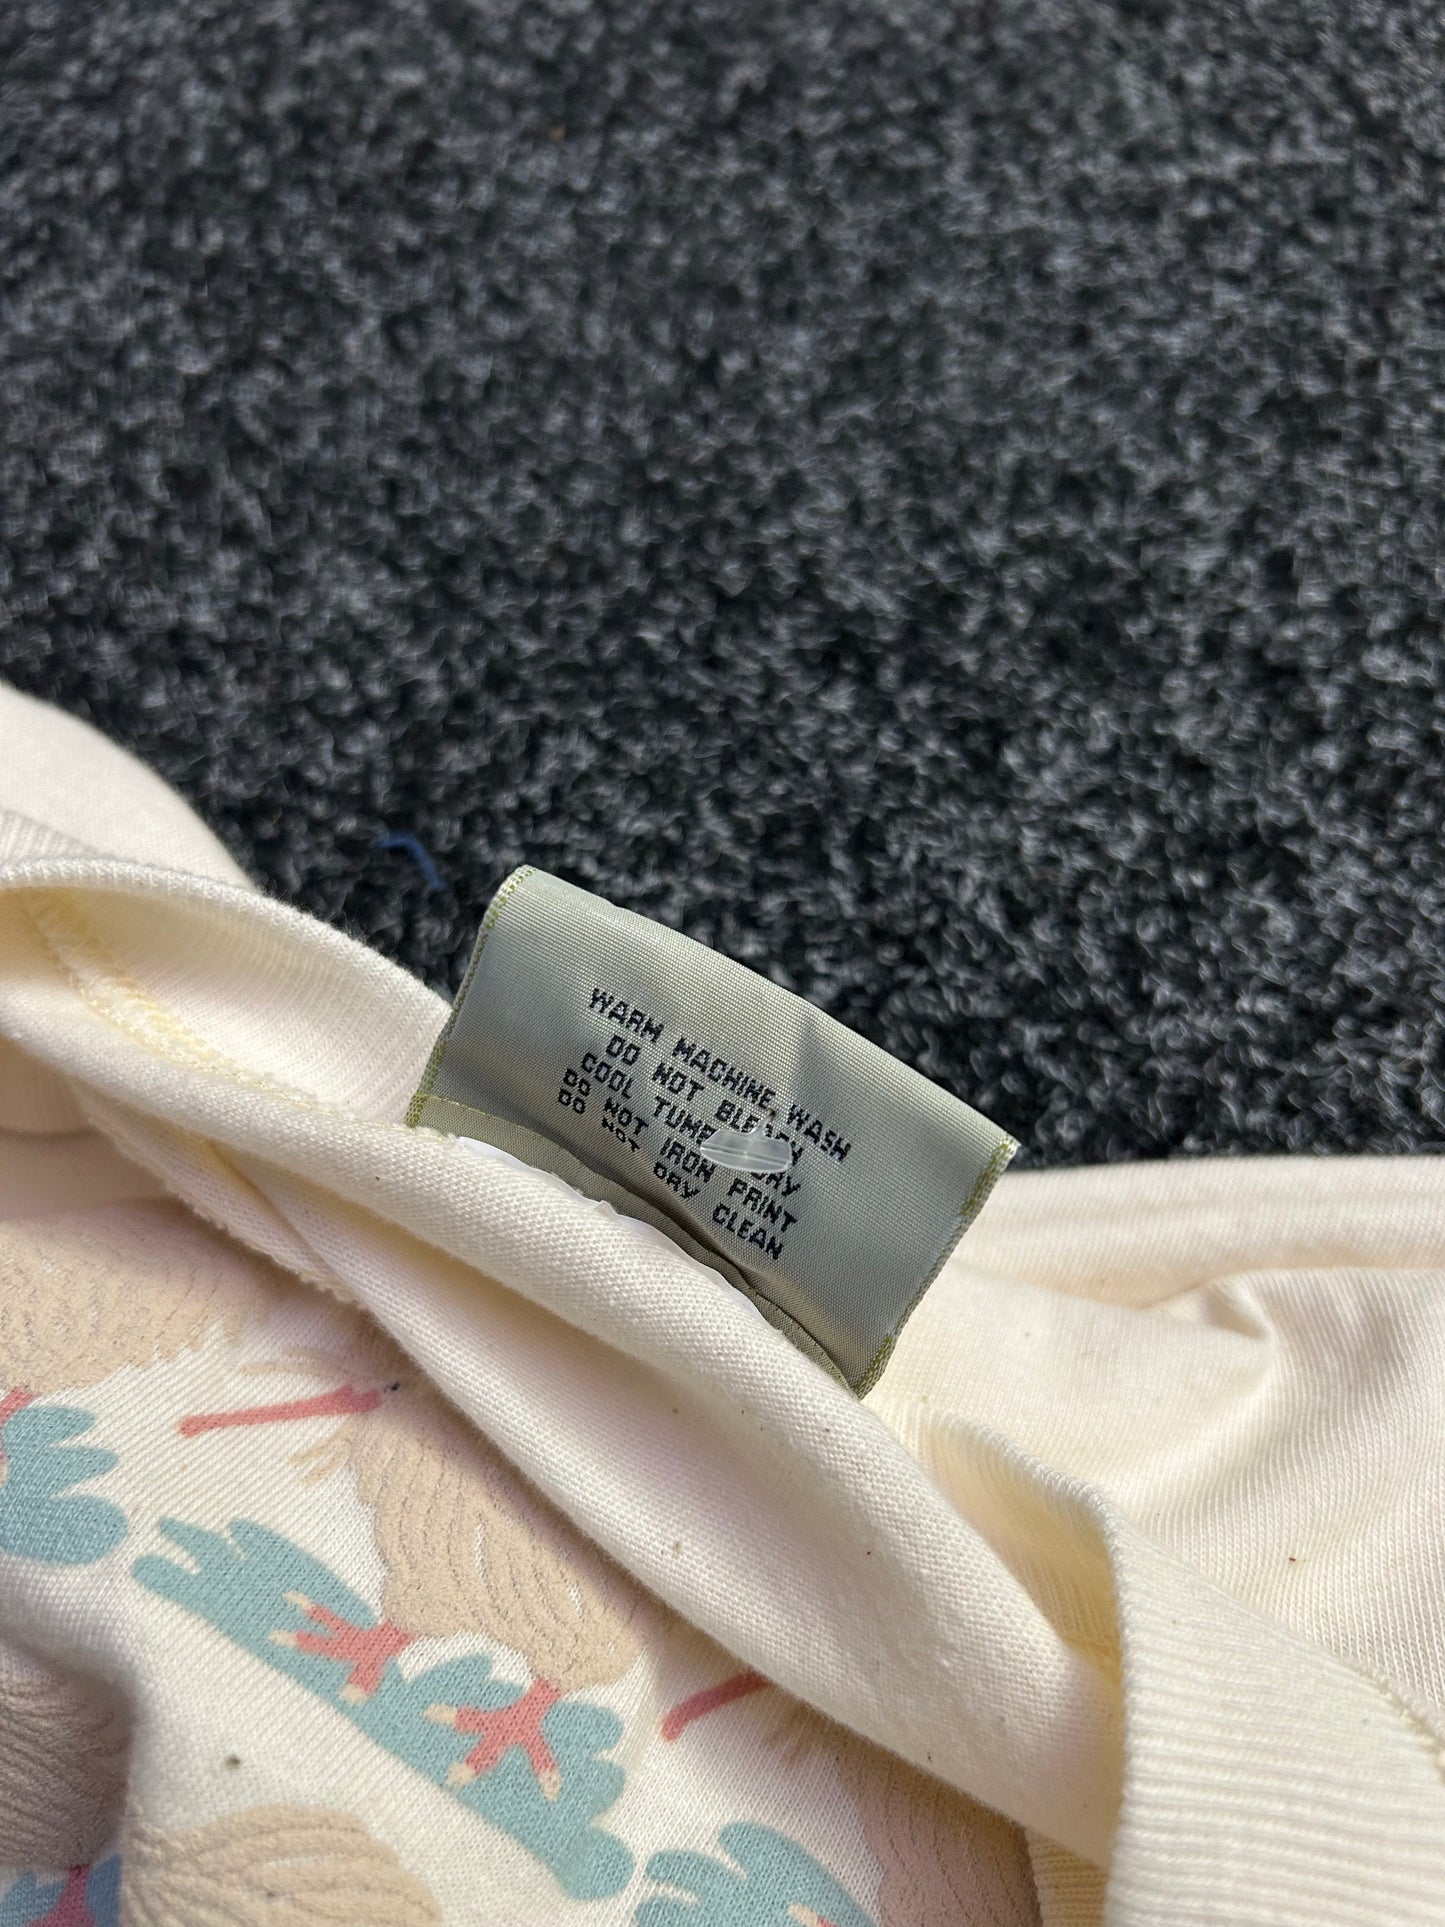 WARM MACHINE WASH
DO NOT BLEACH
COOL TUMBLE DRY
DO NOT IRON PRINT
DO NOT DRY CLEAN